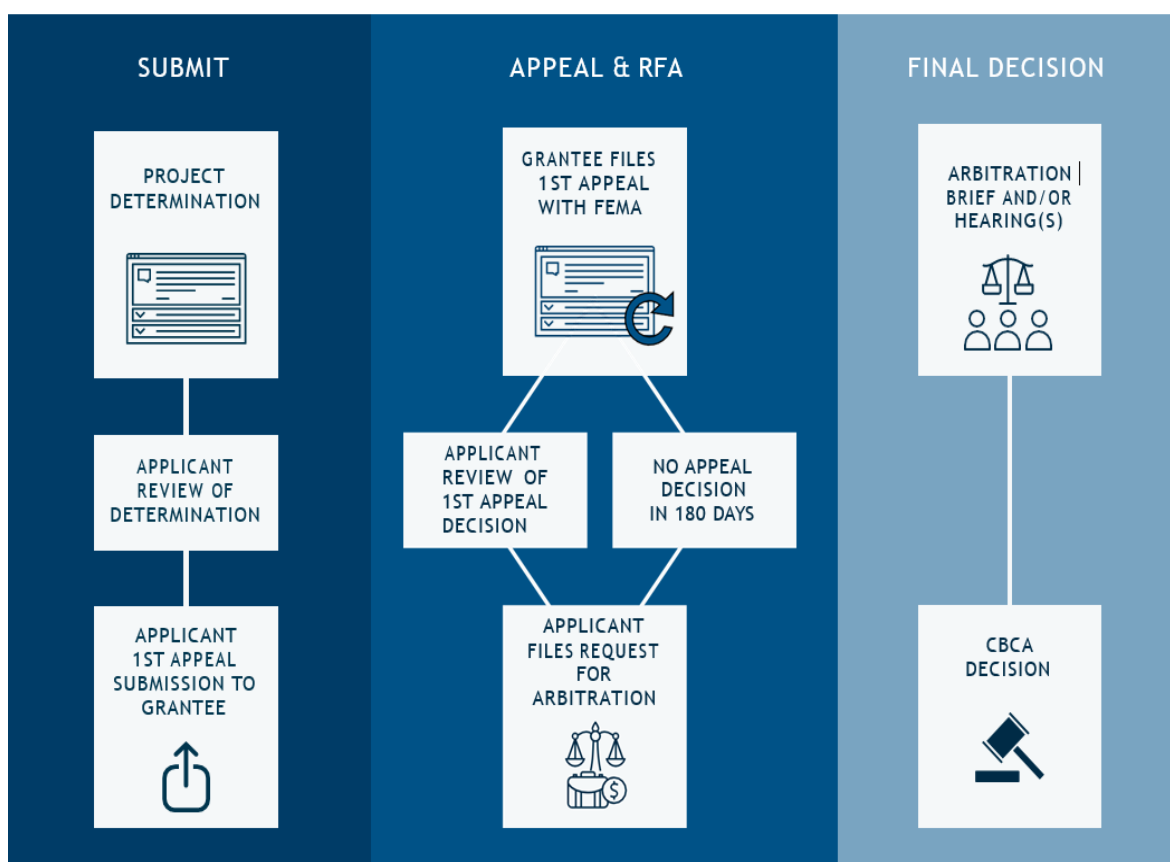 SUBMIT
PROJECT
DETERMINATION
APPLICANT
REVIEW OF
DETERMINATION
APPLICANT
1ST APPEAL
SUBMISSION TO
GRANTEE
APPEAL & RFA
GRANTEE FILES
1ST APPEAL
WITH FEMA
APPLICANT
REVIEW OF
1ST APPEAL
DECISION
NO APPEAL
DECISION
IN 180 DAYS
APPLICANT
FILES REQUEST
FOR
ARBITRATION
$
FINAL DECISION
ARBITRATION
BRIEF AND/OR
HEARING(S)
CBCA
DECISION